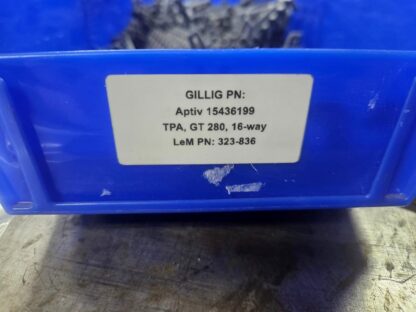 GILLIG PN:
Aptiv 15436199
TPA, GT 280, 16-way
LeM PN: 323-836